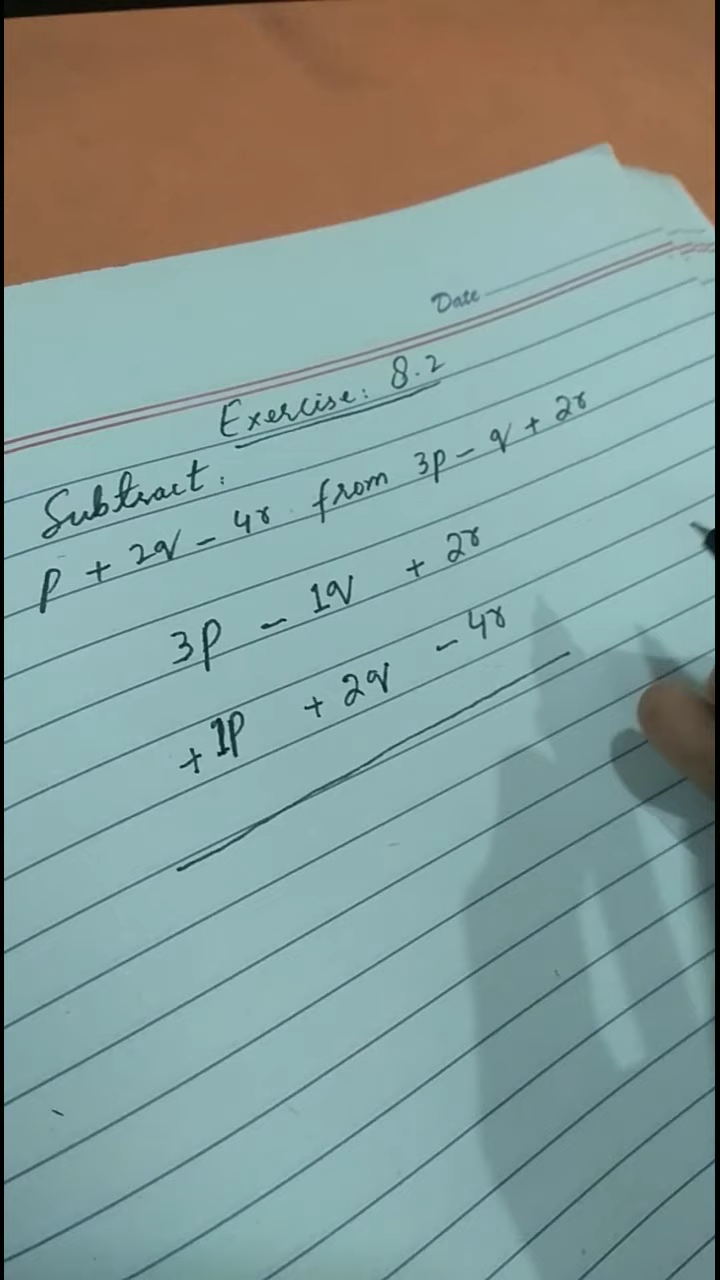 Date
Exercise: 8.2
Subtract:
p + 2q - 4r from 3p - q + 2r
3p - 1q + 2r
+ 1p + 2q - 4r